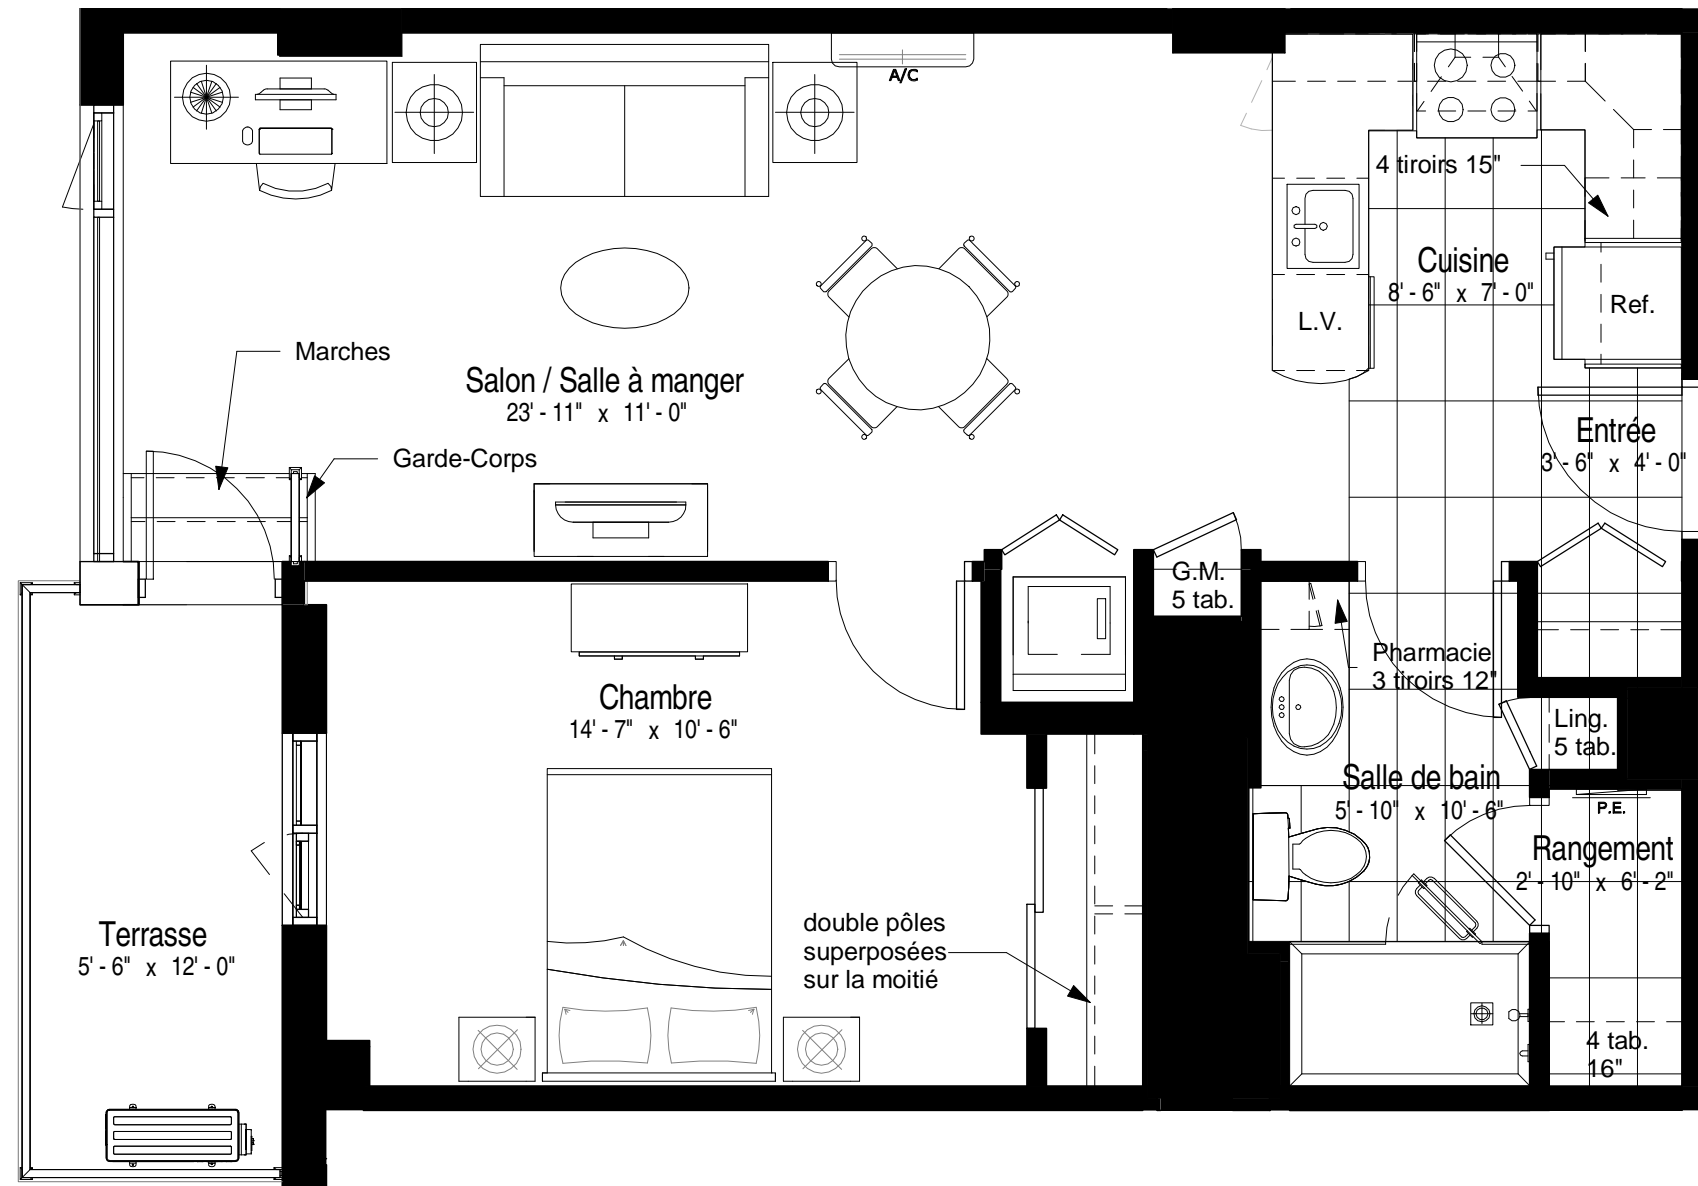 A/C
4 tiroirs 15"
Cuisine
8' - 6" x 7' - 0"
Ref.
L.V.
Marches
Salon / Salle à manger
23' - 11" x 11' - 0"
Entrée
3' - 6" x 4' - 0"
Garde-Corps
G.M.
5 tab.
Pharmacie
3 tiroirs 12"
Chambre
14' - 7" x 10' - 6"
Ling.
5 tab.
Salle de bain
5' - 10" x 10' - 6"
P.E.
Rangement
2' - 10" x 6' - 2"
Terrasse
5' - 6" x 12' - 0"
double pôles
superposées
sur la moitié
4 tab.
16"